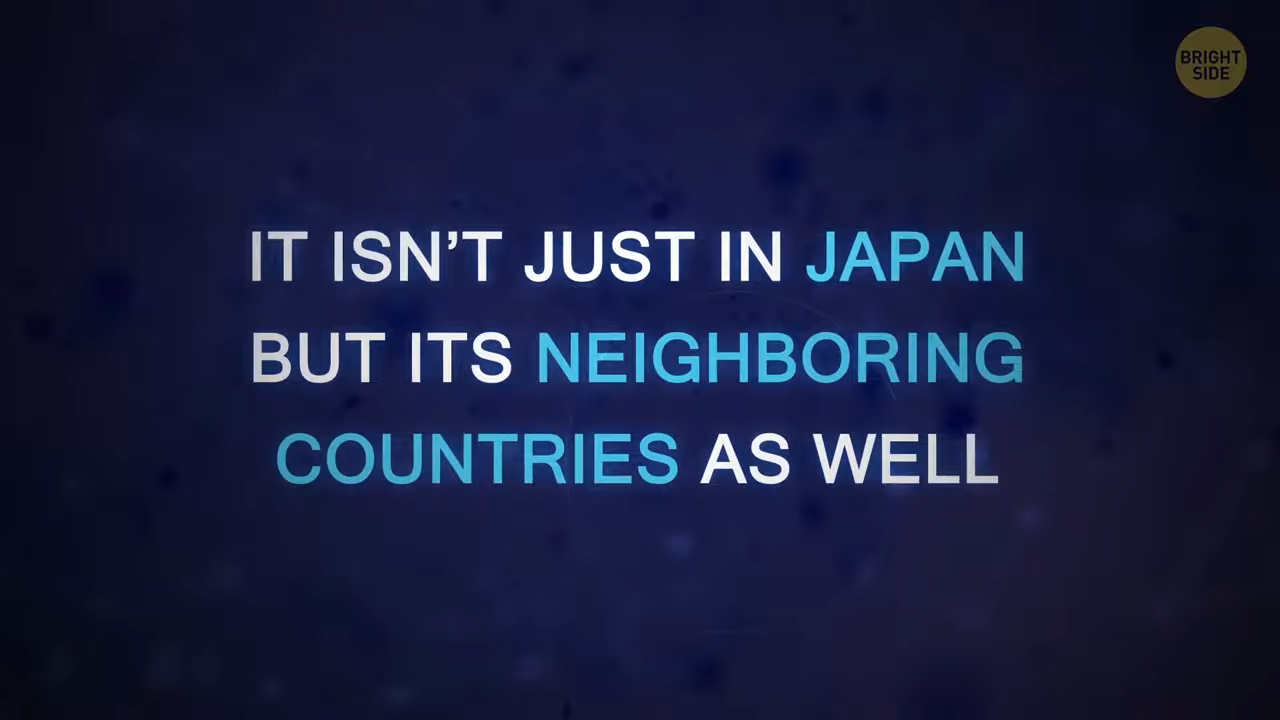 BRIGHT
SIDE
IT ISN’T JUST IN JAPAN
BUT ITS NEIGHBORING
COUNTRIES AS WELL